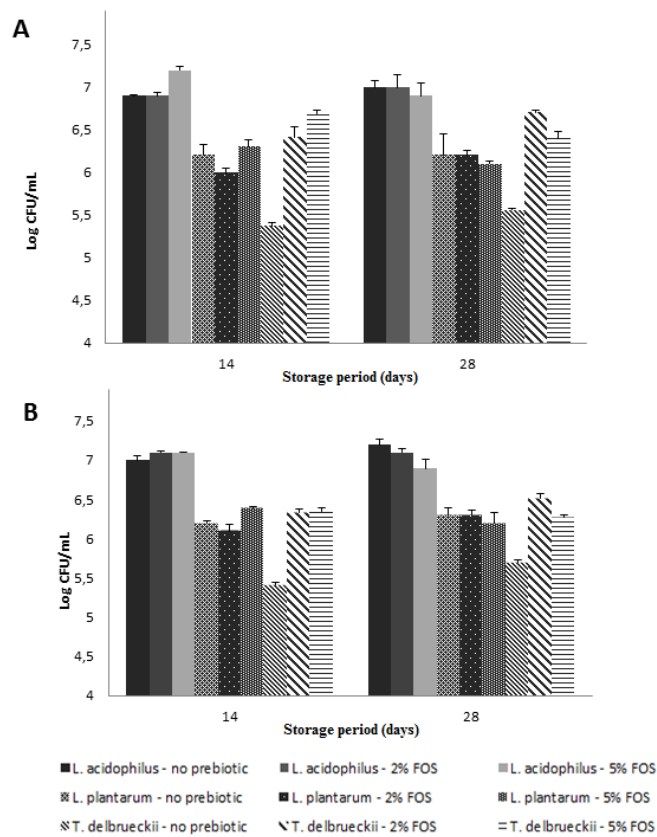 A
7,5
7
6,5
6
5,5
5
4,5
4
Log CFU/mL
14
28
Storage period (days)
B
7,5
7
6,5
6
5,5
5
4,5
4
Log CFU/mL
14
28
Storage period (days)
L. acidophilus - no prebiotic L. acidophilus - 2% FOS L. acidophilus - 5% FOS
L. plantarum - no prebiotic L. plantarum - 2% FOS L. plantarum - 5% FOS
T. delbrueckii - no prebiotic T. delbrueckii - 2% FOS T. delbrueckii - 5% FOS